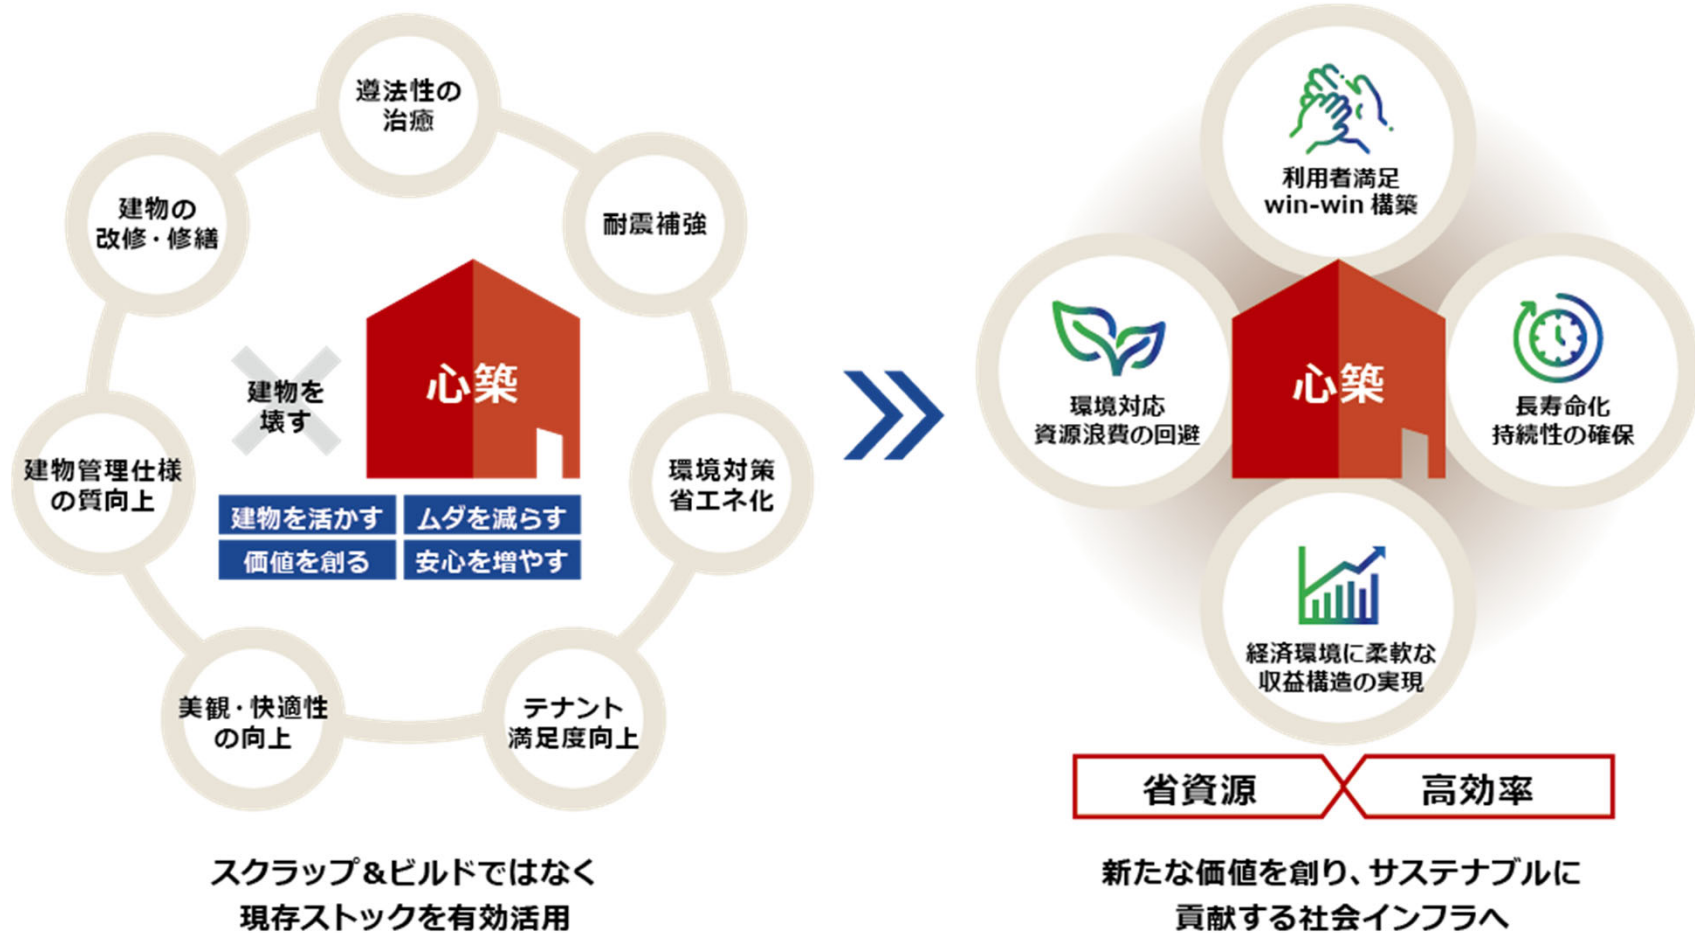 遵法性の
治癒
建物の
改修・修繕
耐震補強
建物を
壊す
心築
建物管理仕様
の質向上
環境対策
省エネ化
建物を活かす
ムダを減らす
価値を創る
安心を増やす
美観・快適性
の向上
テナント
満足度向上
スクラップ&ビルドではなく
現存ストックを有効活用
利用者満足
win-win 構築
環境対応
資源浪費の回避
心築
長寿命化
持続性の確保
経済環境に柔軟な
収益構造の実現
省資源
高効率
新たな価値を創り、サステナブルに
貢献する社会インフラへ